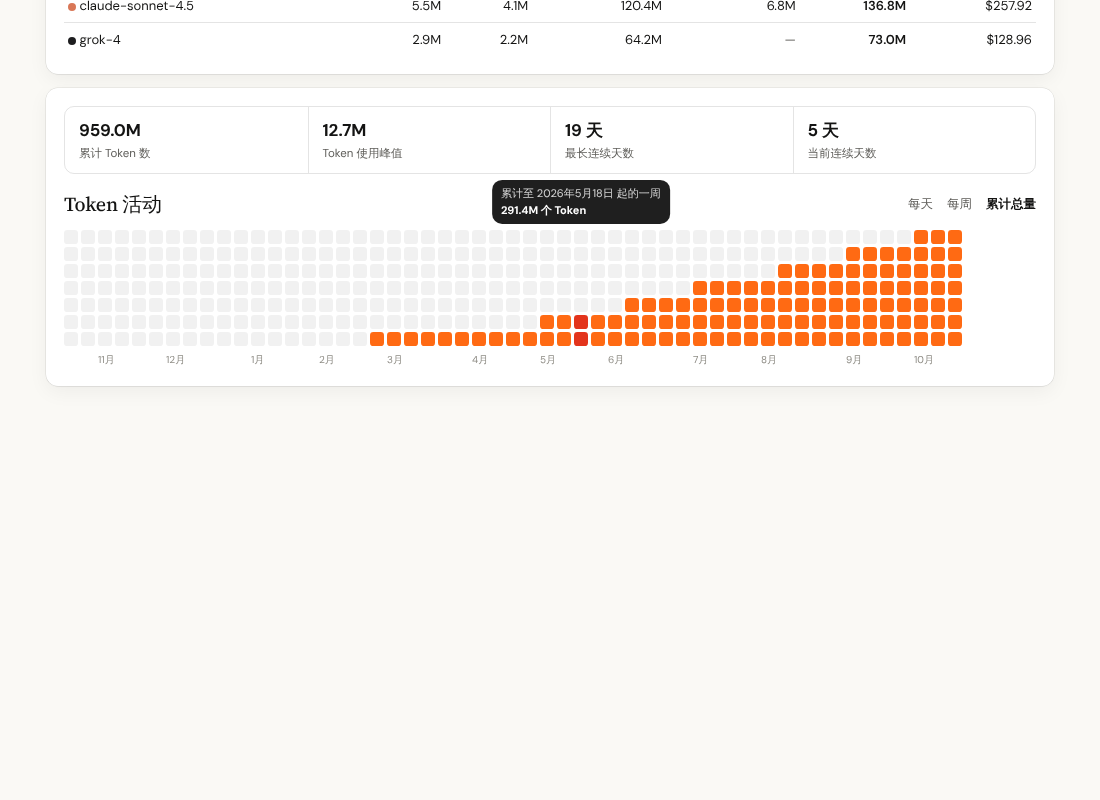 claude-sonnet-4.5 5.5M 4.1M 120.4M 6.8M 136.8M $257.92
grok-4 2.9M 2.2M 64.2M — 73.0M $128.96
959.0M 12.7M 19 天 5 天
累计 Token 数 Token 使用峰值 最长连续天数 当前连续天数
累计至 2026年5月18日 起的一周
291.4M 个 Token
Token 活动 每天 每周 累计总量
11月 12月 1月 2月 3月 4月 5月 6月 7月 8月 9月 10月